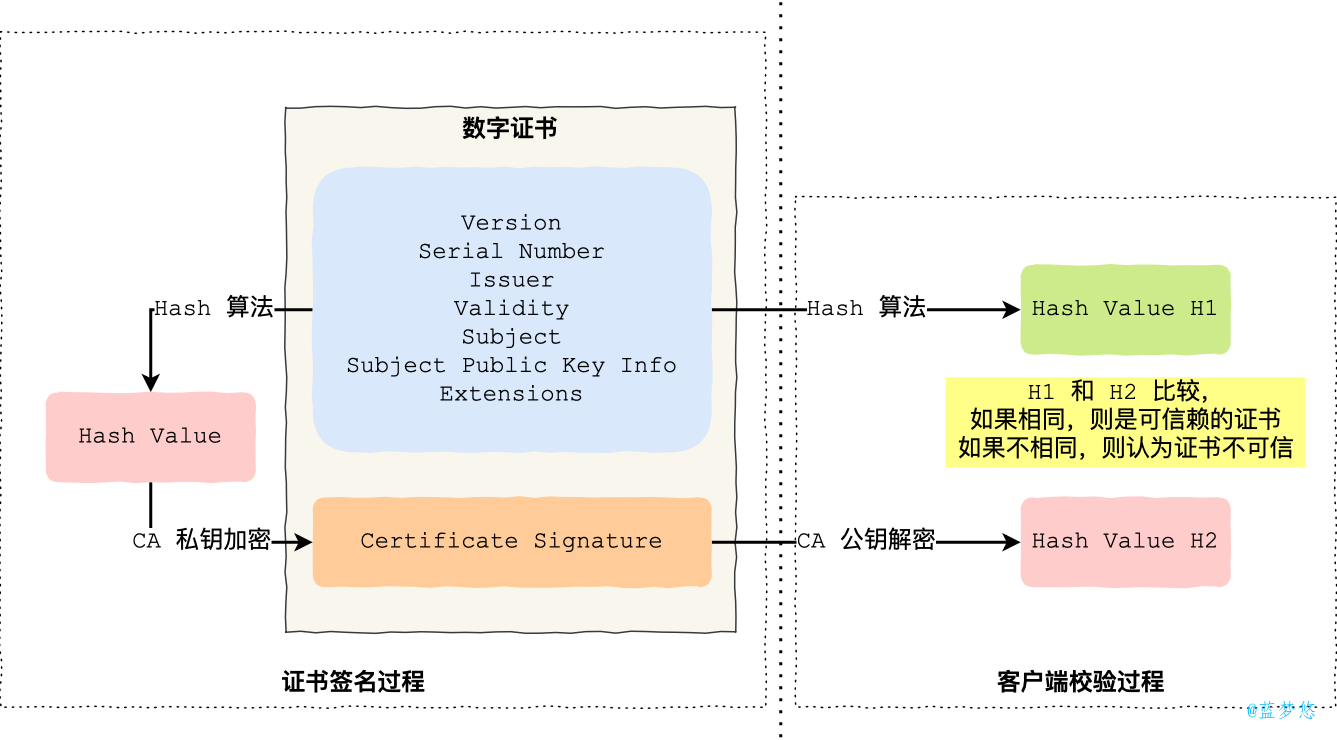 数字证书
Version
Serial Number
Issuer
Validity
Subject
Subject Public Key Info
Extensions
Hash 算法
Hash Value
CA 私钥加密
Certificate Signature
证书签名过程
Hash 算法
Hash Value H1
H1 和 H2 比较,
如果相同，则是可信赖的证书
如果不相同，则认为证书不可信
CA 公钥解密
Hash Value H2
客户端校验过程
@蓝梦悠